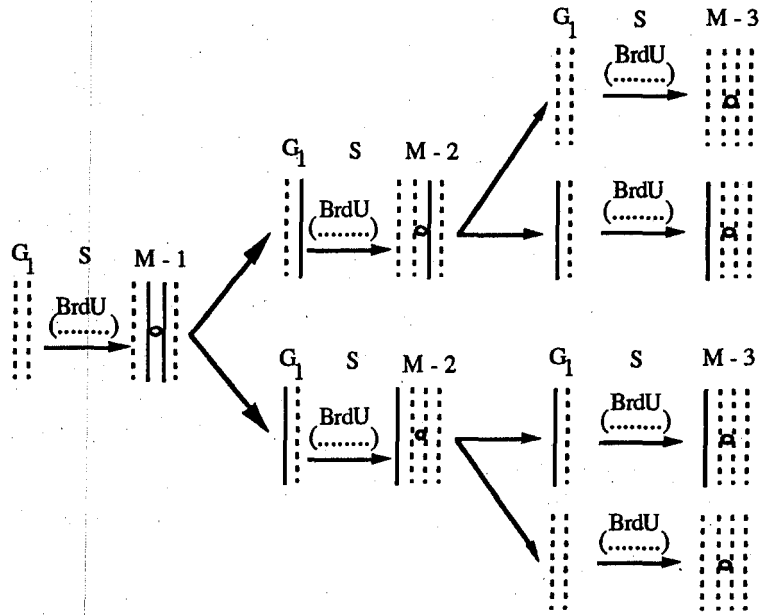 G1 S M - 3
BrdU
(........)
G1 S M - 2
BrdU
(........)
BrdU
(........)
G1 S M - 1
BrdU
(........)
G1 S M - 2
BrdU
(........)
G1 S M - 3
BrdU
(........)
BrdU
(........)